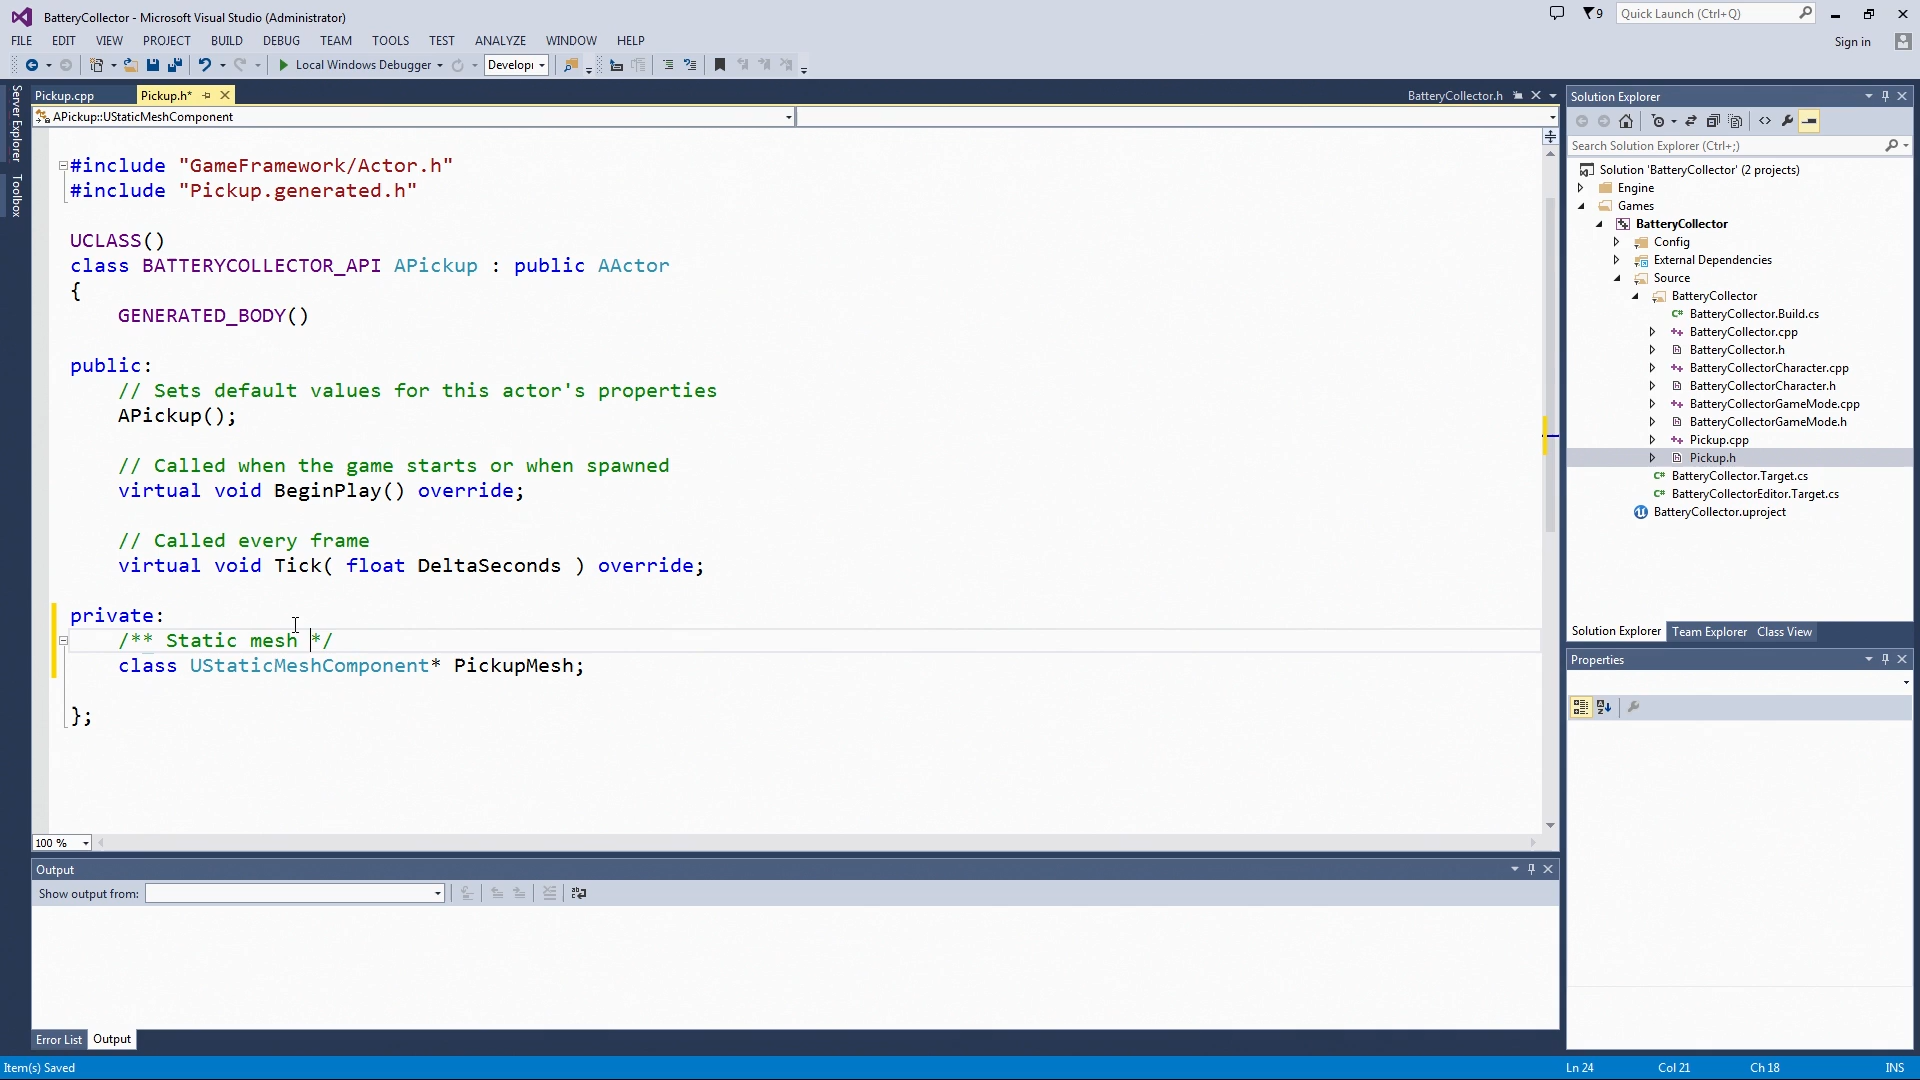 BatteryCollector - Microsoft Visual Studio (Administrator)
9
Quick Launch (Ctrl+Q)
FILE EDIT VIEW PROJECT BUILD DEBUG TEAM TOOLS TEST ANALYZE WINDOW HELP
Sign in
Local Windows Debugger
Develop
Server Explorer
Toolbox
Pickup.cpp
Pickup.h*
BatteryCollector.h
APickup::UStaticMeshComponent
#include "GameFramework/Actor.h"
#include "Pickup.generated.h"
UCLASS()
class BATTERYCOLLECTOR_API APickup : public AActor
{
GENERATED_BODY()
public:
// Sets default values for this actor's properties
APickup();
// Called when the game starts or when spawned
virtual void BeginPlay() override;
// Called every frame
virtual void Tick( float DeltaSeconds ) override;
private:
/** Static mesh */
class UStaticMeshComponent* PickupMesh;
};
100 %
Output
Show output from:
Error List
Output
Solution Explorer
Search Solution Explorer (Ctrl+;)
Solution 'BatteryCollector' (2 projects)
Engine
Games
BatteryCollector
Config
External Dependencies
Source
BatteryCollector
BatteryCollector.Build.cs
BatteryCollector.cpp
BatteryCollector.h
BatteryCollectorCharacter.cpp
BatteryCollectorCharacter.h
BatteryCollectorGameMode.cpp
BatteryCollectorGameMode.h
Pickup.cpp
Pickup.h
BatteryCollector.Target.cs
BatteryCollectorEditor.Target.cs
BatteryCollector.uproject
Solution Explorer Team Explorer Class View
Properties
Item(s) Saved
Ln 24 Col 21 Ch 18 INS